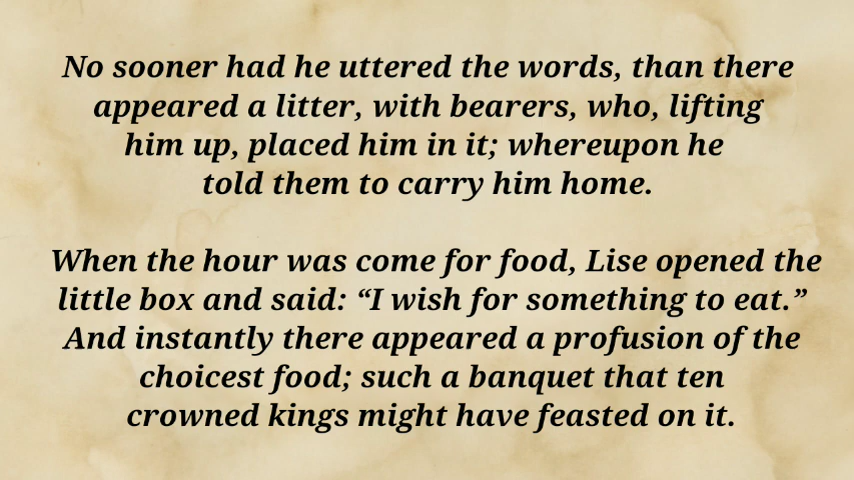 No sooner had he uttered the words, than there
appeared a litter, with bearers, who, lifting
him up, placed him in it; whereupon he
told them to carry him home.
When the hour was come for food, Lise opened the
little box and said: “I wish for something to eat.”
And instantly there appeared a profusion of the
choicest food; such a banquet that ten
crowned kings might have feasted on it.